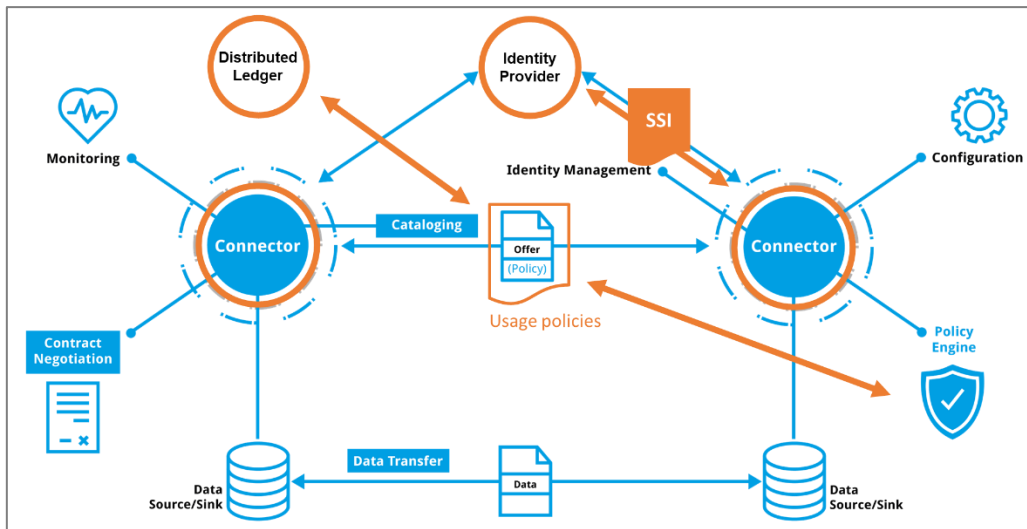 Distributed
Ledger
Identity
Provider
SSI
Monitoring
Identity Management
Configuration
Cataloging
Connector
Offer
(Policy)
Connector
Usage policies
Contract
Negotiation
Policy
Engine
Data Transfer
Data
Source/Sink
Data
Data
Source/Sink